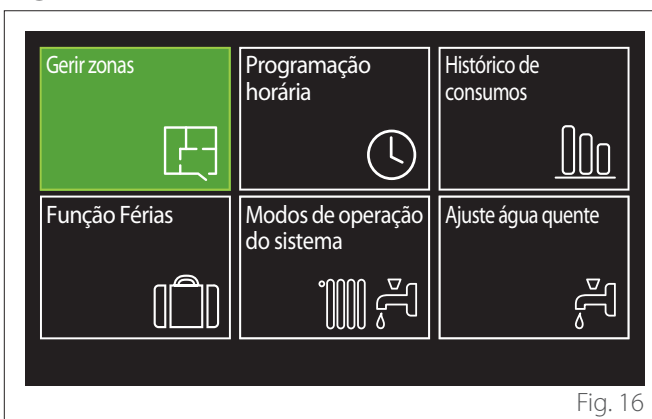 Gerir zonas
Programação
horária
Histórico de
consumos
Função Férias
Modos de operação
do sistema
Ajuste água quente
Fig. 16